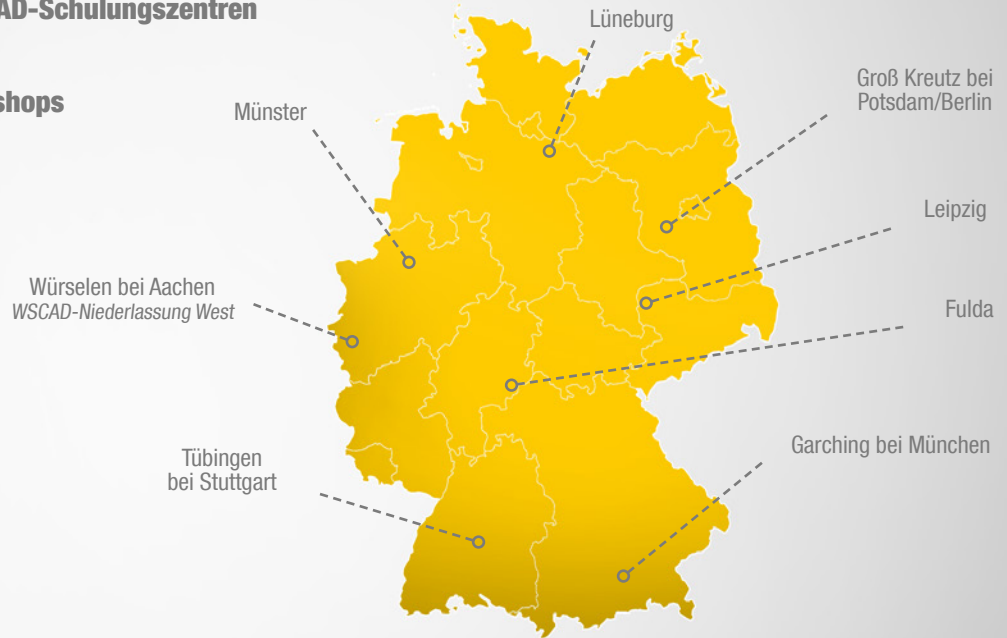 AD-Schulungszentren
shops
Lüneburg
Groß Kreutz bei
Potsdam/Berlin
Münster
Leipzig
Würselen bei Aachen
WSCAD-Niederlassung West
Fulda
Garching bei München
Tübingen
bei Stuttgart